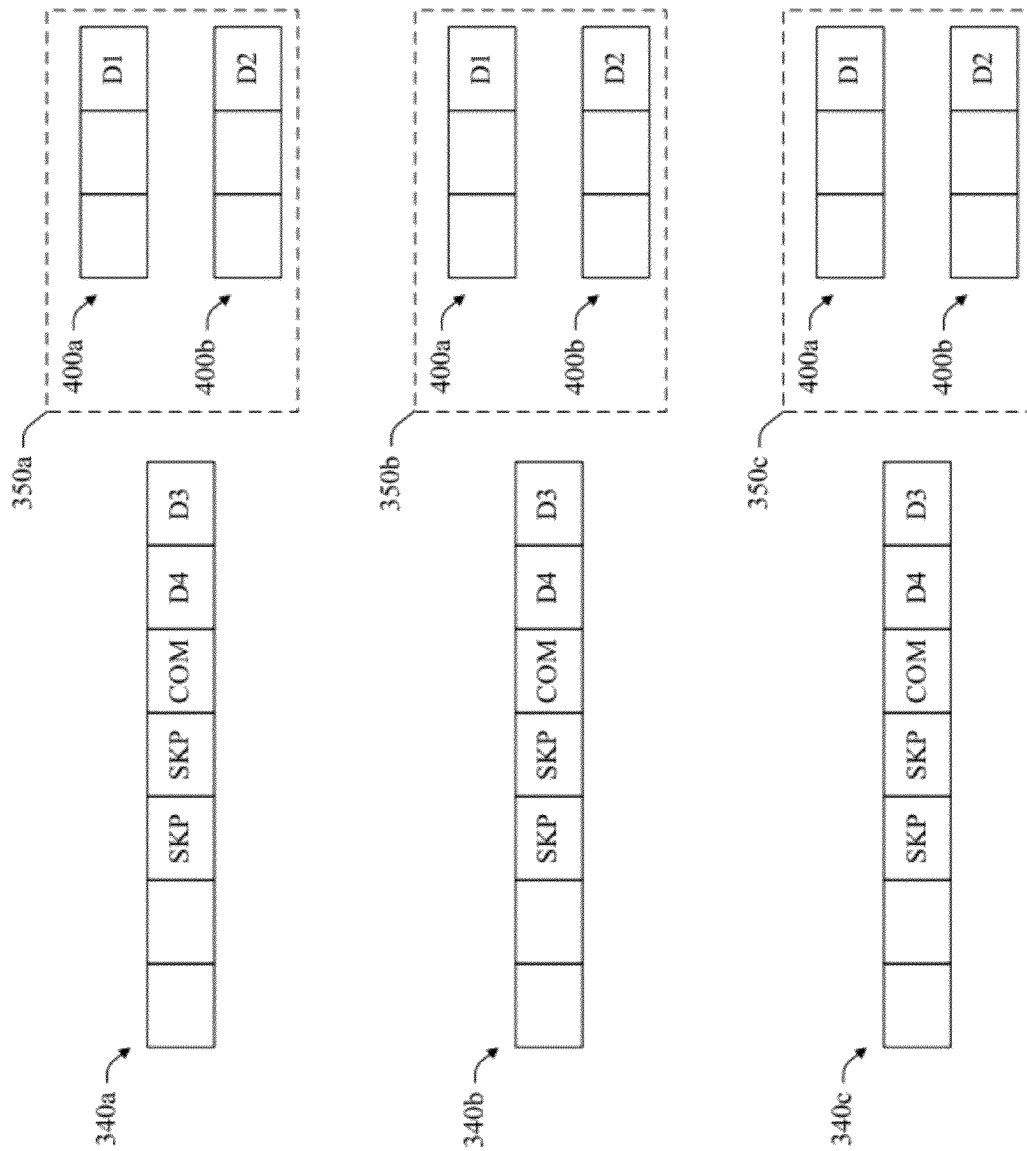 350a
400a
340a
D1
SKP SKP COM D4 D3
400b
D2
350b
400a
340b
D1
SKP SKP COM D4 D3
400b
D2
350c
400a
340c
D1
SKP SKP COM D4 D3
400b
D2